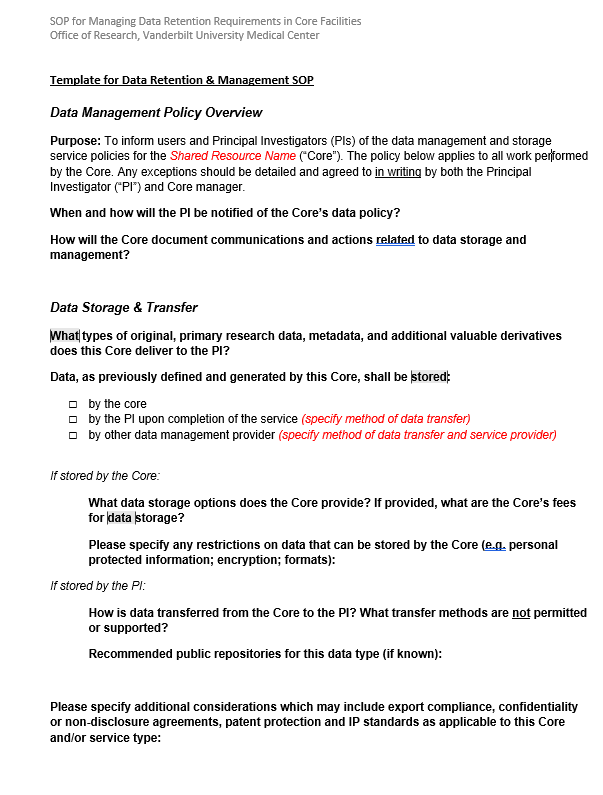 SOP for Managing Data Retention Requirements in Core Facilities
Office of Research, Vanderbilt University Medical Center
Template for Data Retention & Management SOP
Data Management Policy Overview
Purpose: To inform users and Principal Investigators (PIs) of the data management and storage
service policies for the Shared Resource Name (“Core”). The policy below applies to all work performed
by the Core. Any exceptions should be detailed and agreed to in writing by both the Principal
Investigator (“PI”) and Core manager.
When and how will the PI be notified of the Core’s data policy?
How will the Core document communications and actions related to data storage and
management?
Data Storage & Transfer
What types of original, primary research data, metadata, and additional valuable derivatives
does this Core deliver to the PI?
Data, as previously defined and generated by this Core, shall be stored:
☐ by the core
☐ by the PI upon completion of the service (specify method of data transfer)
☐ by other data management provider (specify method of data transfer and service provider)
If stored by the Core:
What data storage options does the Core provide? If provided, what are the Core’s fees
for data storage?
Please specify any restrictions on data that can be stored by the Core (e.g. personal
protected information; encryption; formats):
If stored by the PI:
How is data transferred from the Core to the PI? What transfer methods are not permitted
or supported?
Recommended public repositories for this data type (if known):
Please specify additional considerations which may include export compliance, confidentiality
or non-disclosure agreements, patent protection and IP standards as applicable to this Core
and/or service type: